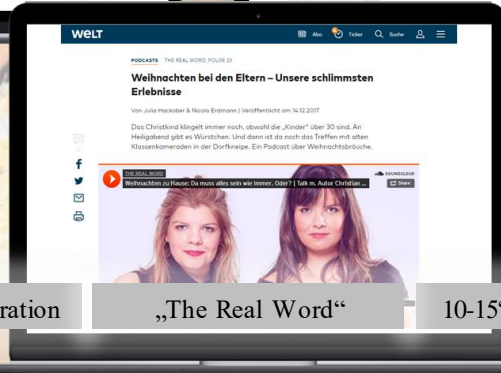 WELT
Abo Ticker Suche
PODCASTS THE REAL WORD, FOLGE 21
Weihnachten bei den Eltern – Unsere schlimmsten
Erlebnisse
Von Julia Hackober & Nicola Erdmann | Veröffentlicht am 14.12.2017
Das Christkind klingelt immer noch, obwohl die „Kinder“ über 30 sind. An
Heiligabend gibt es Würstchen. Und dann ist da noch das Treffen mit alten
Klassenkameraden in der Dorfkneipe. Ein Podcast über Weihnachtsbräuche.
THE REAL WORD
SOUNDCLOUD
Weihnachten zu Hause: Da muss alles sein wie immer. Oder? | Talk m. Autor Christian ...
Share
ration „The Real Word“ 10-15